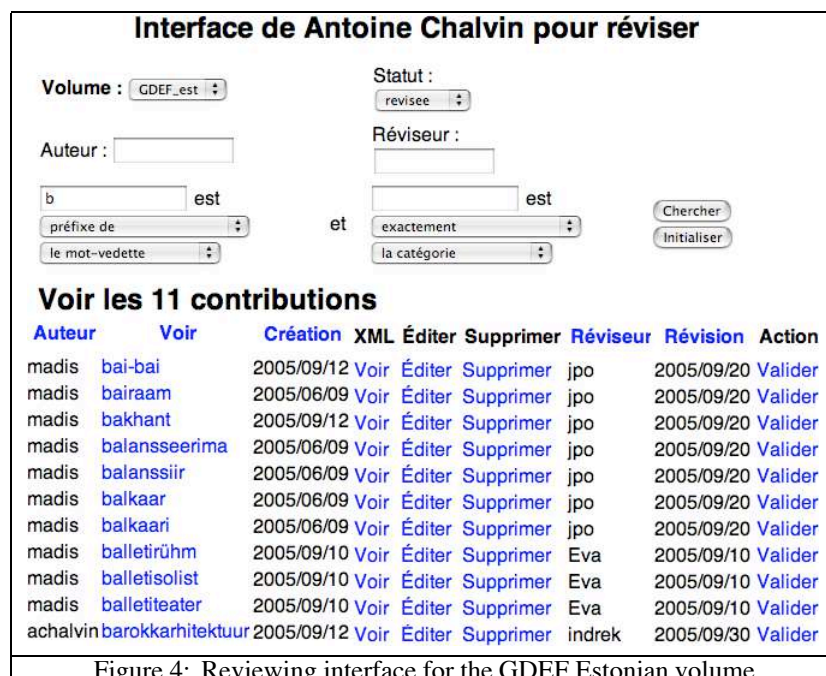 Interface de Antoine Chalvin pour réviser
Volume : GDEF_est
Statut :
revisee
Auteur :
Réviseur :
b est
est
préfixe de et exactement Chercher
le mot-vedette la catégorie Initialiser
Voir les 11 contributions
Auteur Voir Création XML Éditer Supprimer Réviseur Révision Action
madis bai-bai 2005/09/12 Voir Éditer Supprimer jpo 2005/09/20 Valider
madis bairaam 2005/06/09 Voir Éditer Supprimer jpo 2005/09/20 Valider
madis bakhant 2005/09/12 Voir Éditer Supprimer jpo 2005/09/20 Valider
madis balansseerima 2005/06/09 Voir Éditer Supprimer jpo 2005/09/20 Valider
madis balanssiir 2005/06/09 Voir Éditer Supprimer jpo 2005/09/20 Valider
madis balkaar 2005/06/09 Voir Éditer Supprimer jpo 2005/09/20 Valider
madis balkaari 2005/06/09 Voir Éditer Supprimer jpo 2005/09/20 Valider
madis balletirühm 2005/09/10 Voir Éditer Supprimer Eva 2005/09/10 Valider
madis balletisolist 2005/09/10 Voir Éditer Supprimer Eva 2005/09/10 Valider
madis balletiteater 2005/09/10 Voir Éditer Supprimer Eva 2005/09/10 Valider
achalvin barokkarhitektuur 2005/09/12 Voir Éditer Supprimer indrek 2005/09/30 Valider
Figure 4: Reviewing interface for the GDEF Estonian volume